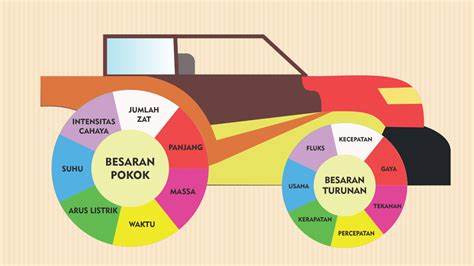 JUMLAH
ZAT
PANJANG
MASSA
WAKTU
ARUS LISTRIK
SUHU
INTENSITAS
CAHAYA
BESARAN
POKOK
KECEPATAN
GAYA
TEKANAN
PERCEPATAN
KERAPATAN
USAHA
FLUKS
BESARAN
TURUNAN